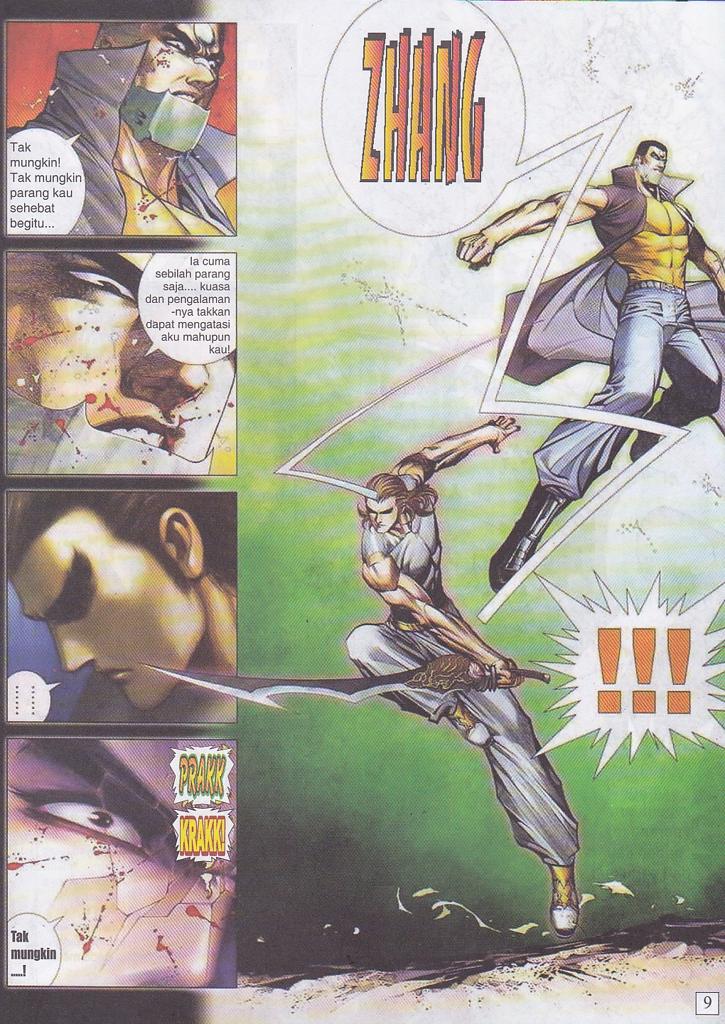 Tak
mungkin!
Tak mungkin
parang kau
sehebat
begitu...
Ia cuma
sebilah parang
saja.... kuasa
dan pengalaman
-nya takkan
dapat mengatasi
aku mahupun
kau!
PRAKK
KRAKK!
Tak
mungkin
....!
ZHANG
!!!
9